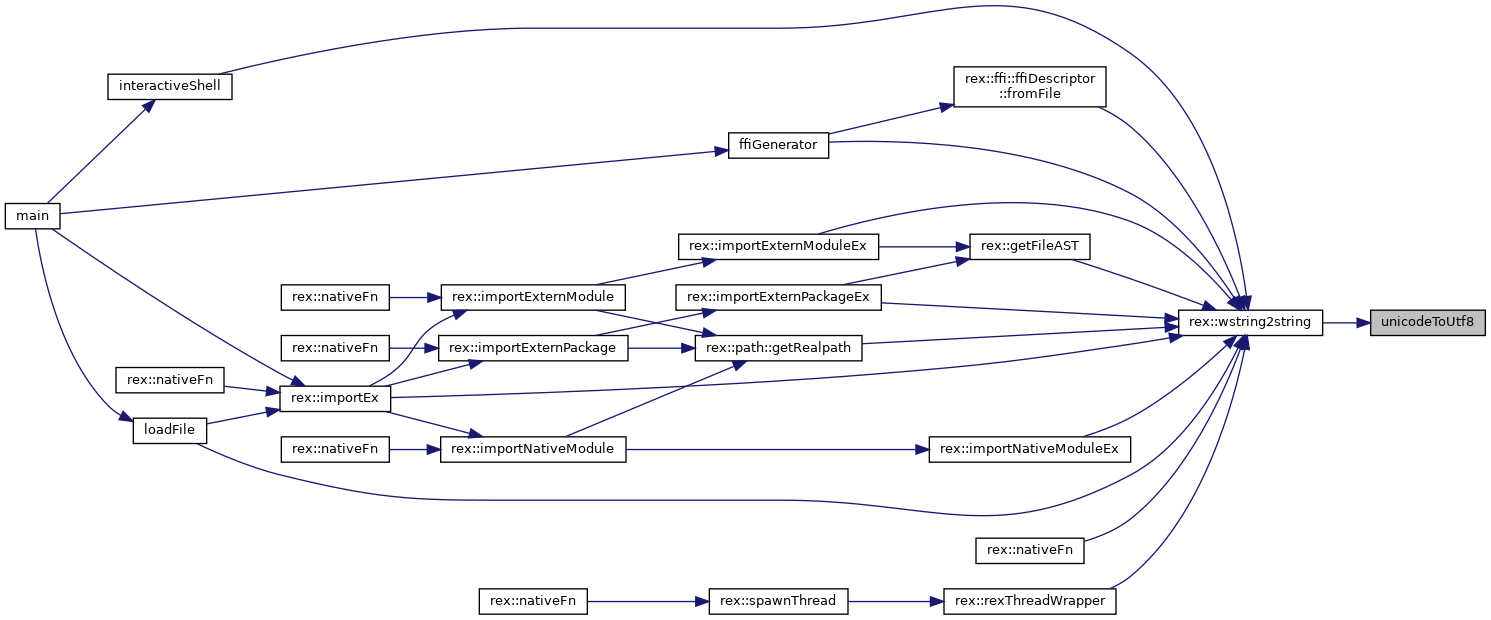 interactiveShell
rex::ffi::ffiDescriptor
::fromFile
ffiGenerator
main
rex::importExternModuleEx
rex::getFileAST
rex::nativeFn
rex::importExternModule
rex::importExternPackageEx
rex::wstring2string
unicodeToUtf8
rex::nativeFn
rex::importExternPackage
rex::path::getRealpath
rex::nativeFn
rex::importEx
loadFile
rex::nativeFn
rex::importNativeModule
rex::importNativeModuleEx
rex::nativeFn
rex::nativeFn
rex::spawnThread
rex::rexThreadWrapper